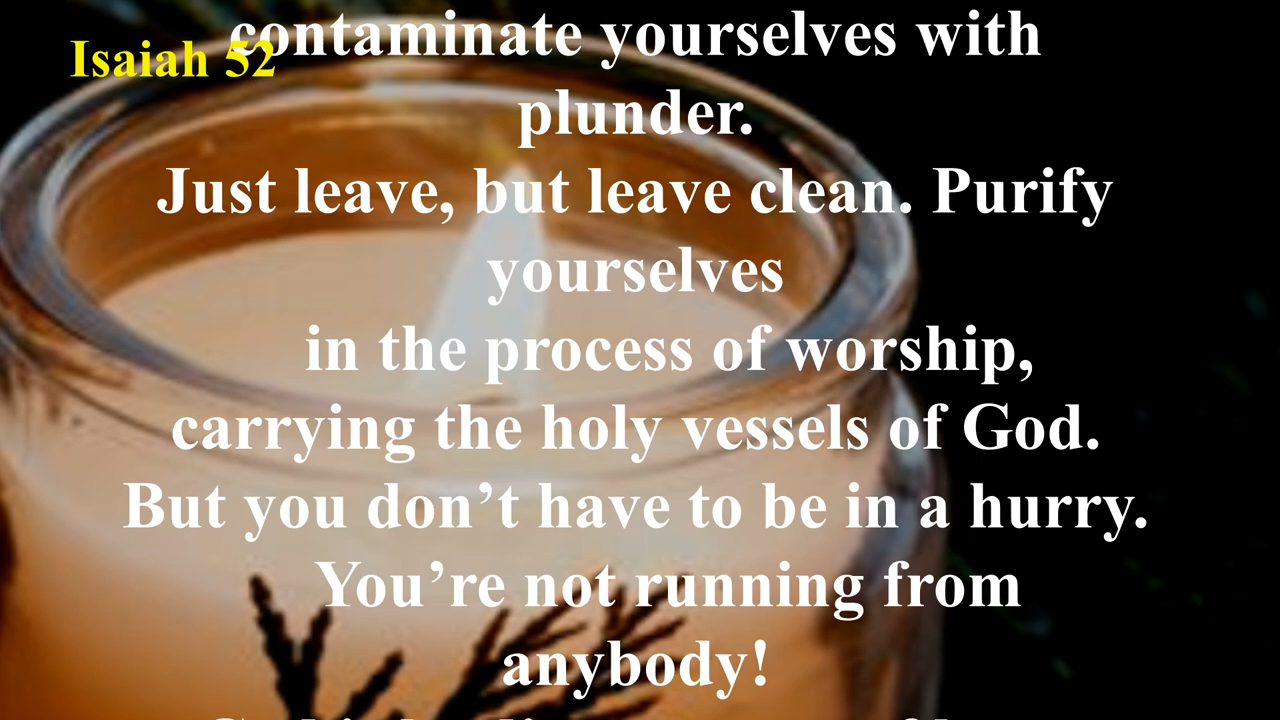 contaminate yourselves with
Isaiah 52
plunder.
Just leave, but leave clean. Purify
yourselves
in the process of worship,
carrying the holy vessels of God.
But you don’t have to be in a hurry.
You’re not running from
anybody!